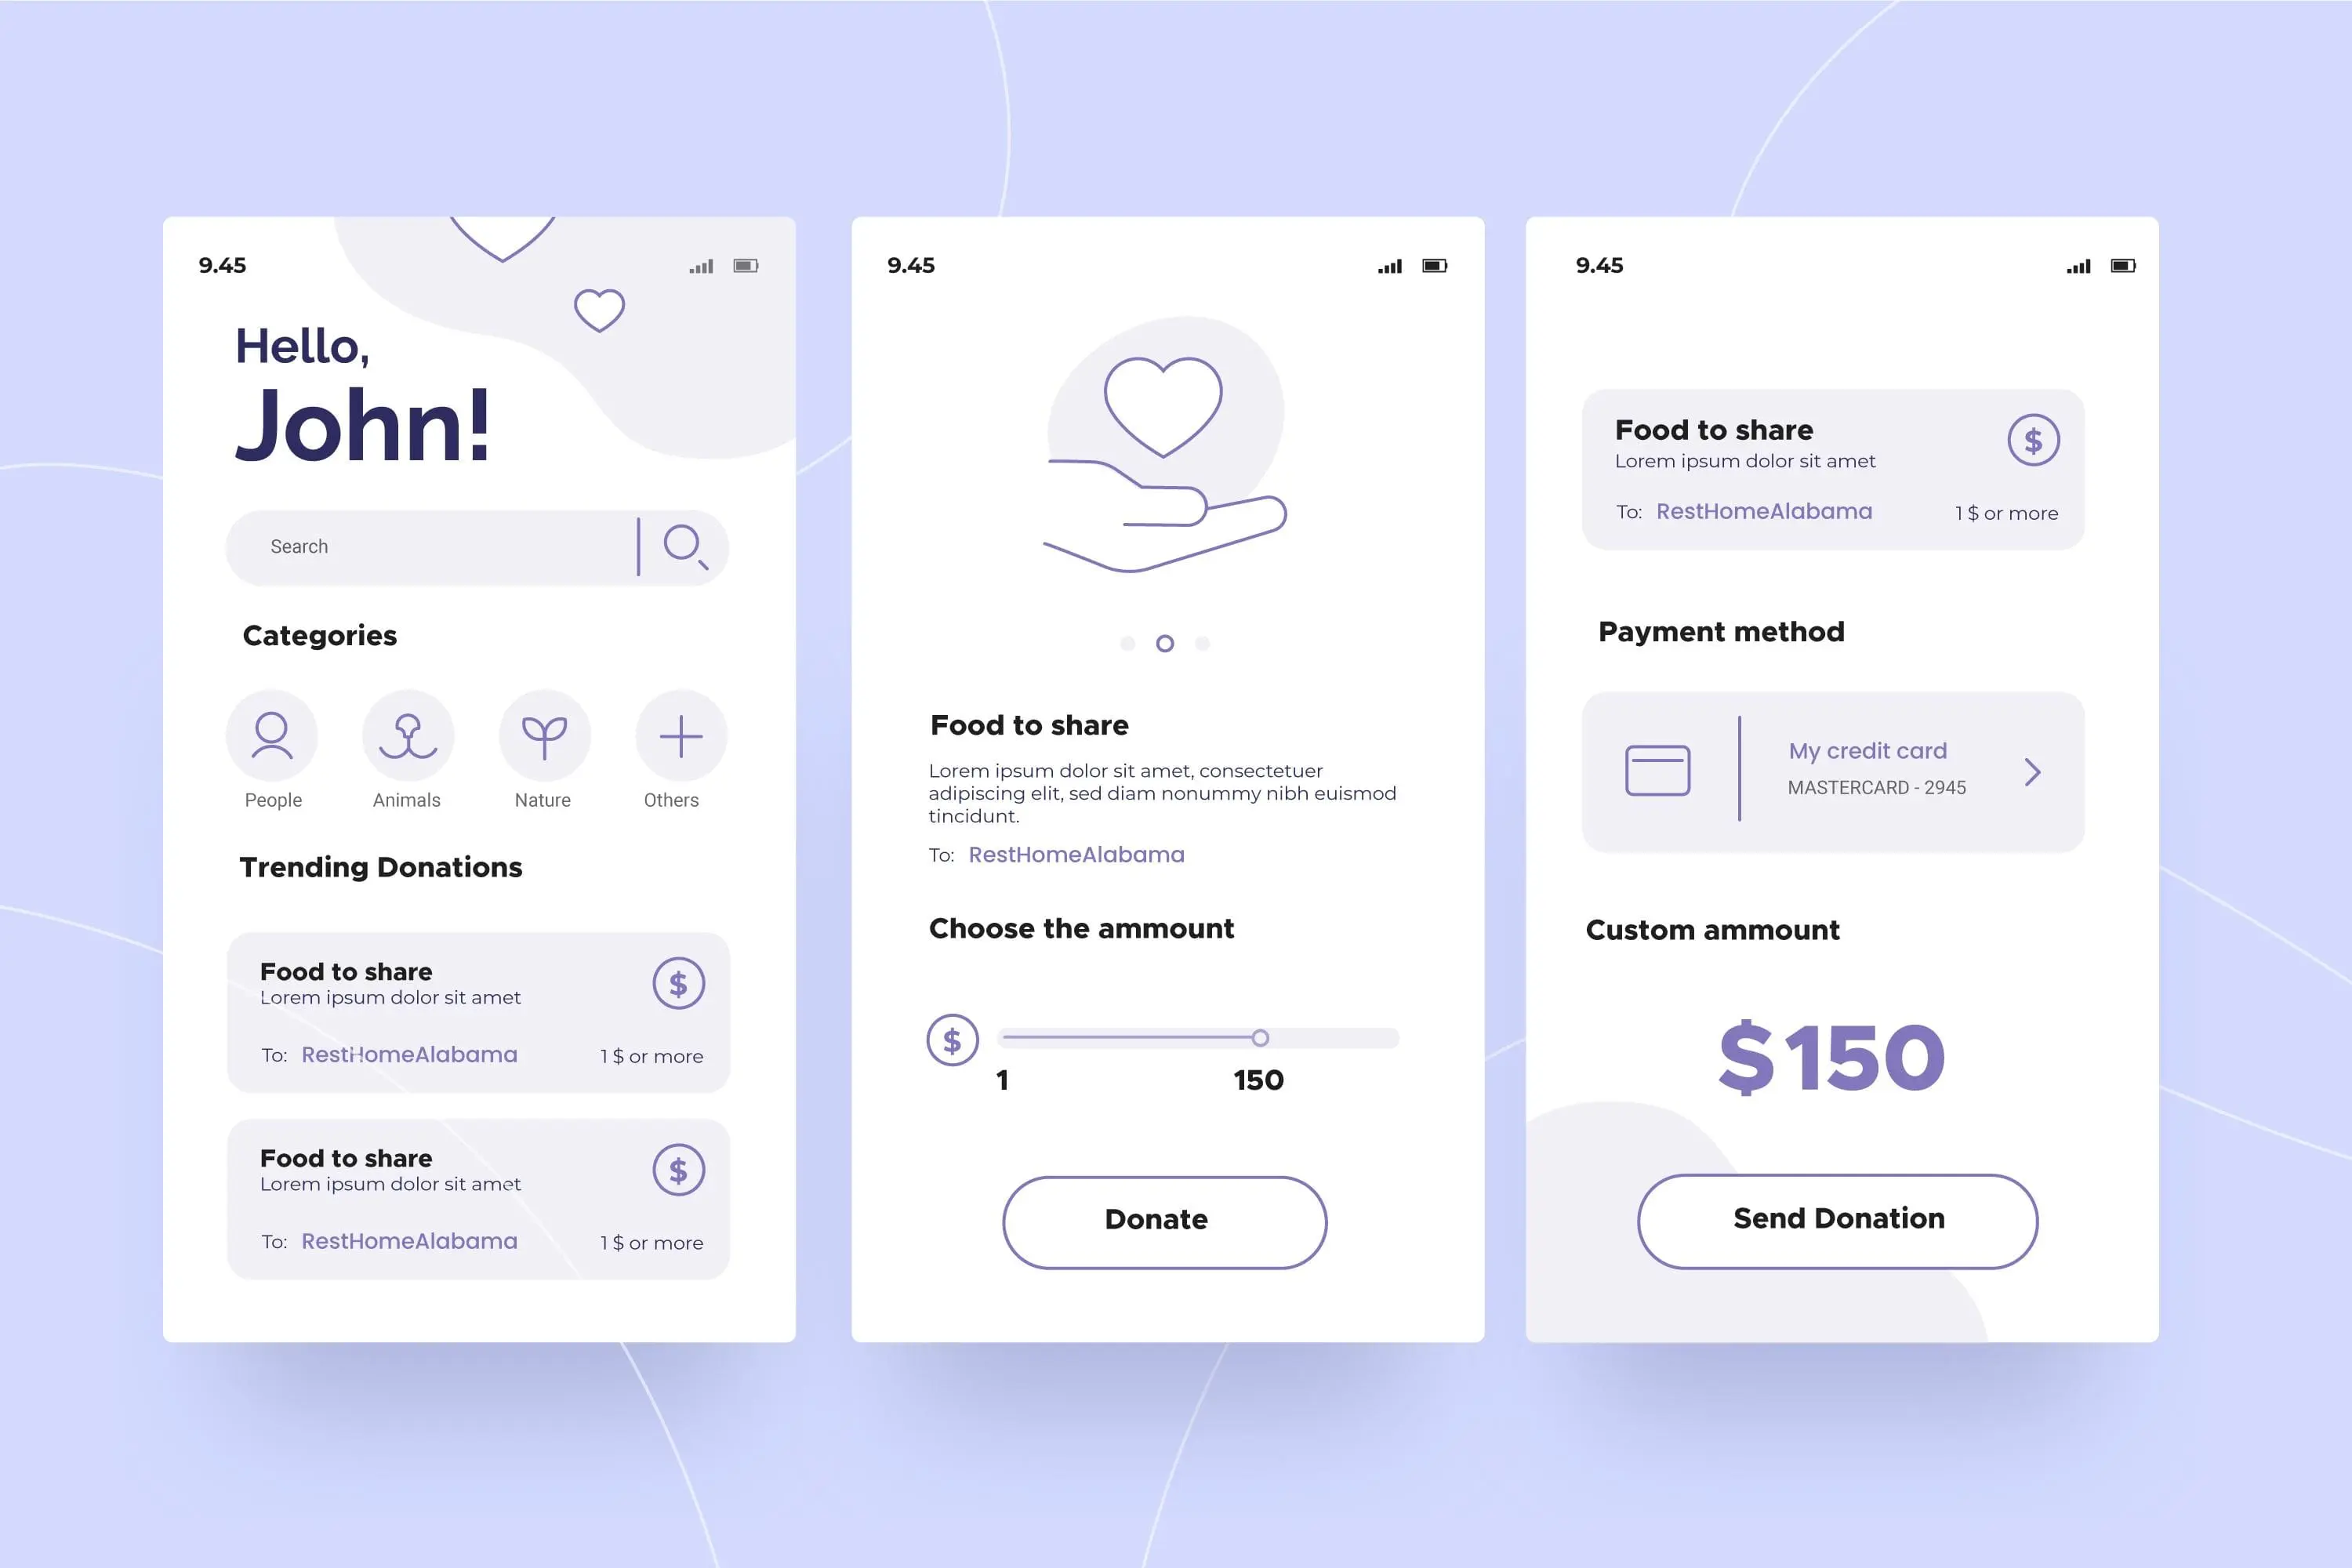 9.45
Hello,
John!
Search
Categories
People Animals Nature Others
Trending Donations
Food to share
Lorem ipsum dolor sit amet
$
To: RestHomeAlabama 1 $ or more
Food to share
Lorem ipsum dolor sit amet
$
To: RestHomeAlabama 1 $ or more
9.45
Food to share
Lorem ipsum dolor sit amet, consectetuer
adipiscing elit, sed diam nonummy nibh euismod
tincidunt.
To: RestHomeAlabama
Choose the ammount
$
1 150
Donate
9.45
Food to share
Lorem ipsum dolor sit amet
$
To: RestHomeAlabama 1 $ or more
Payment method
My credit card
MASTERCARD - 2945
Custom ammount
$150
Send Donation